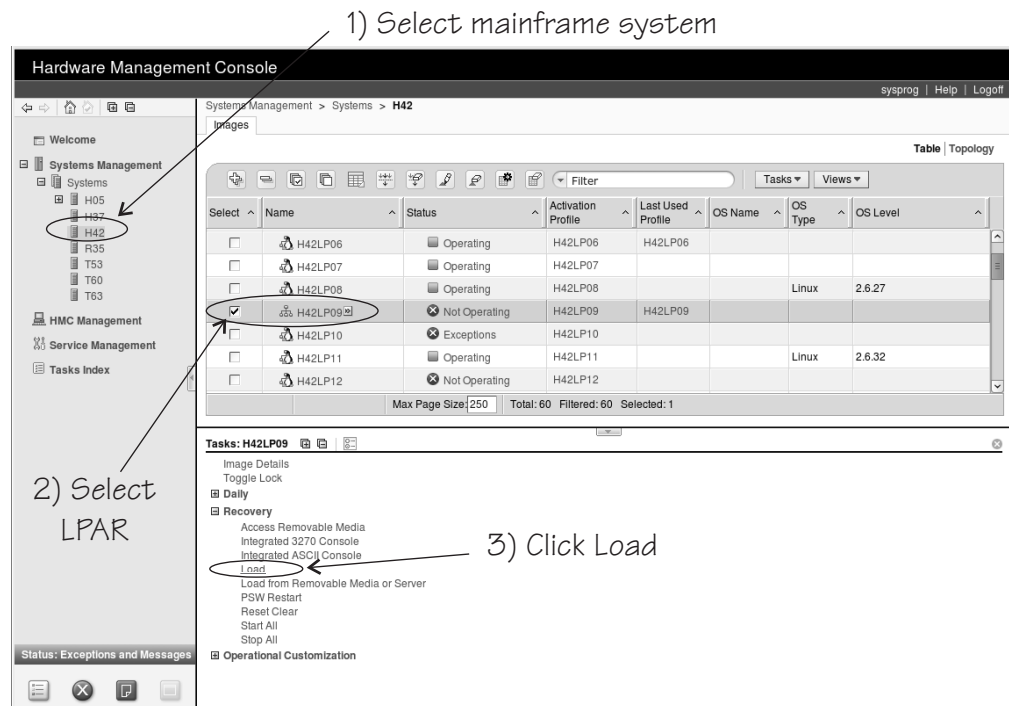 1) Select mainframe system
Hardware Management Console
sysprog | Help | Logoff
Systems Management > Systems > H42
Images
Welcome
Systems Management
Systems
H05
H37
H42
R35
T53
T60
T63
HMC Management
Service Management
Tasks Index
Table | Topology
Filter
Tasks Views
Select Name Status Activation Profile Last Used Profile OS Name OS Type OS Level
H42LP06 Operating H42LP06 H42LP06
H42LP07 Operating H42LP07
H42LP08 Operating H42LP08 Linux 2.6.27
H42LP09 Not Operating H42LP09 H42LP09
H42LP10 Exceptions H42LP10
H42LP11 Operating H42LP11 Linux 2.6.32
H42LP12 Not Operating H42LP12
Max Page Size: 250 Total: 60 Filtered: 60 Selected: 1
2) Select
LPAR
Tasks: H42LP09
Image Details
Toggle Lock
Daily
Recovery
Access Removable Media
Integrated 3270 Console
Integrated ASCII Console
Load
Load from Removable Media or Server
PSW Restart
Reset Clear
Start All
Stop All
Operational Customization
3) Click Load
Status: Exceptions and Messages